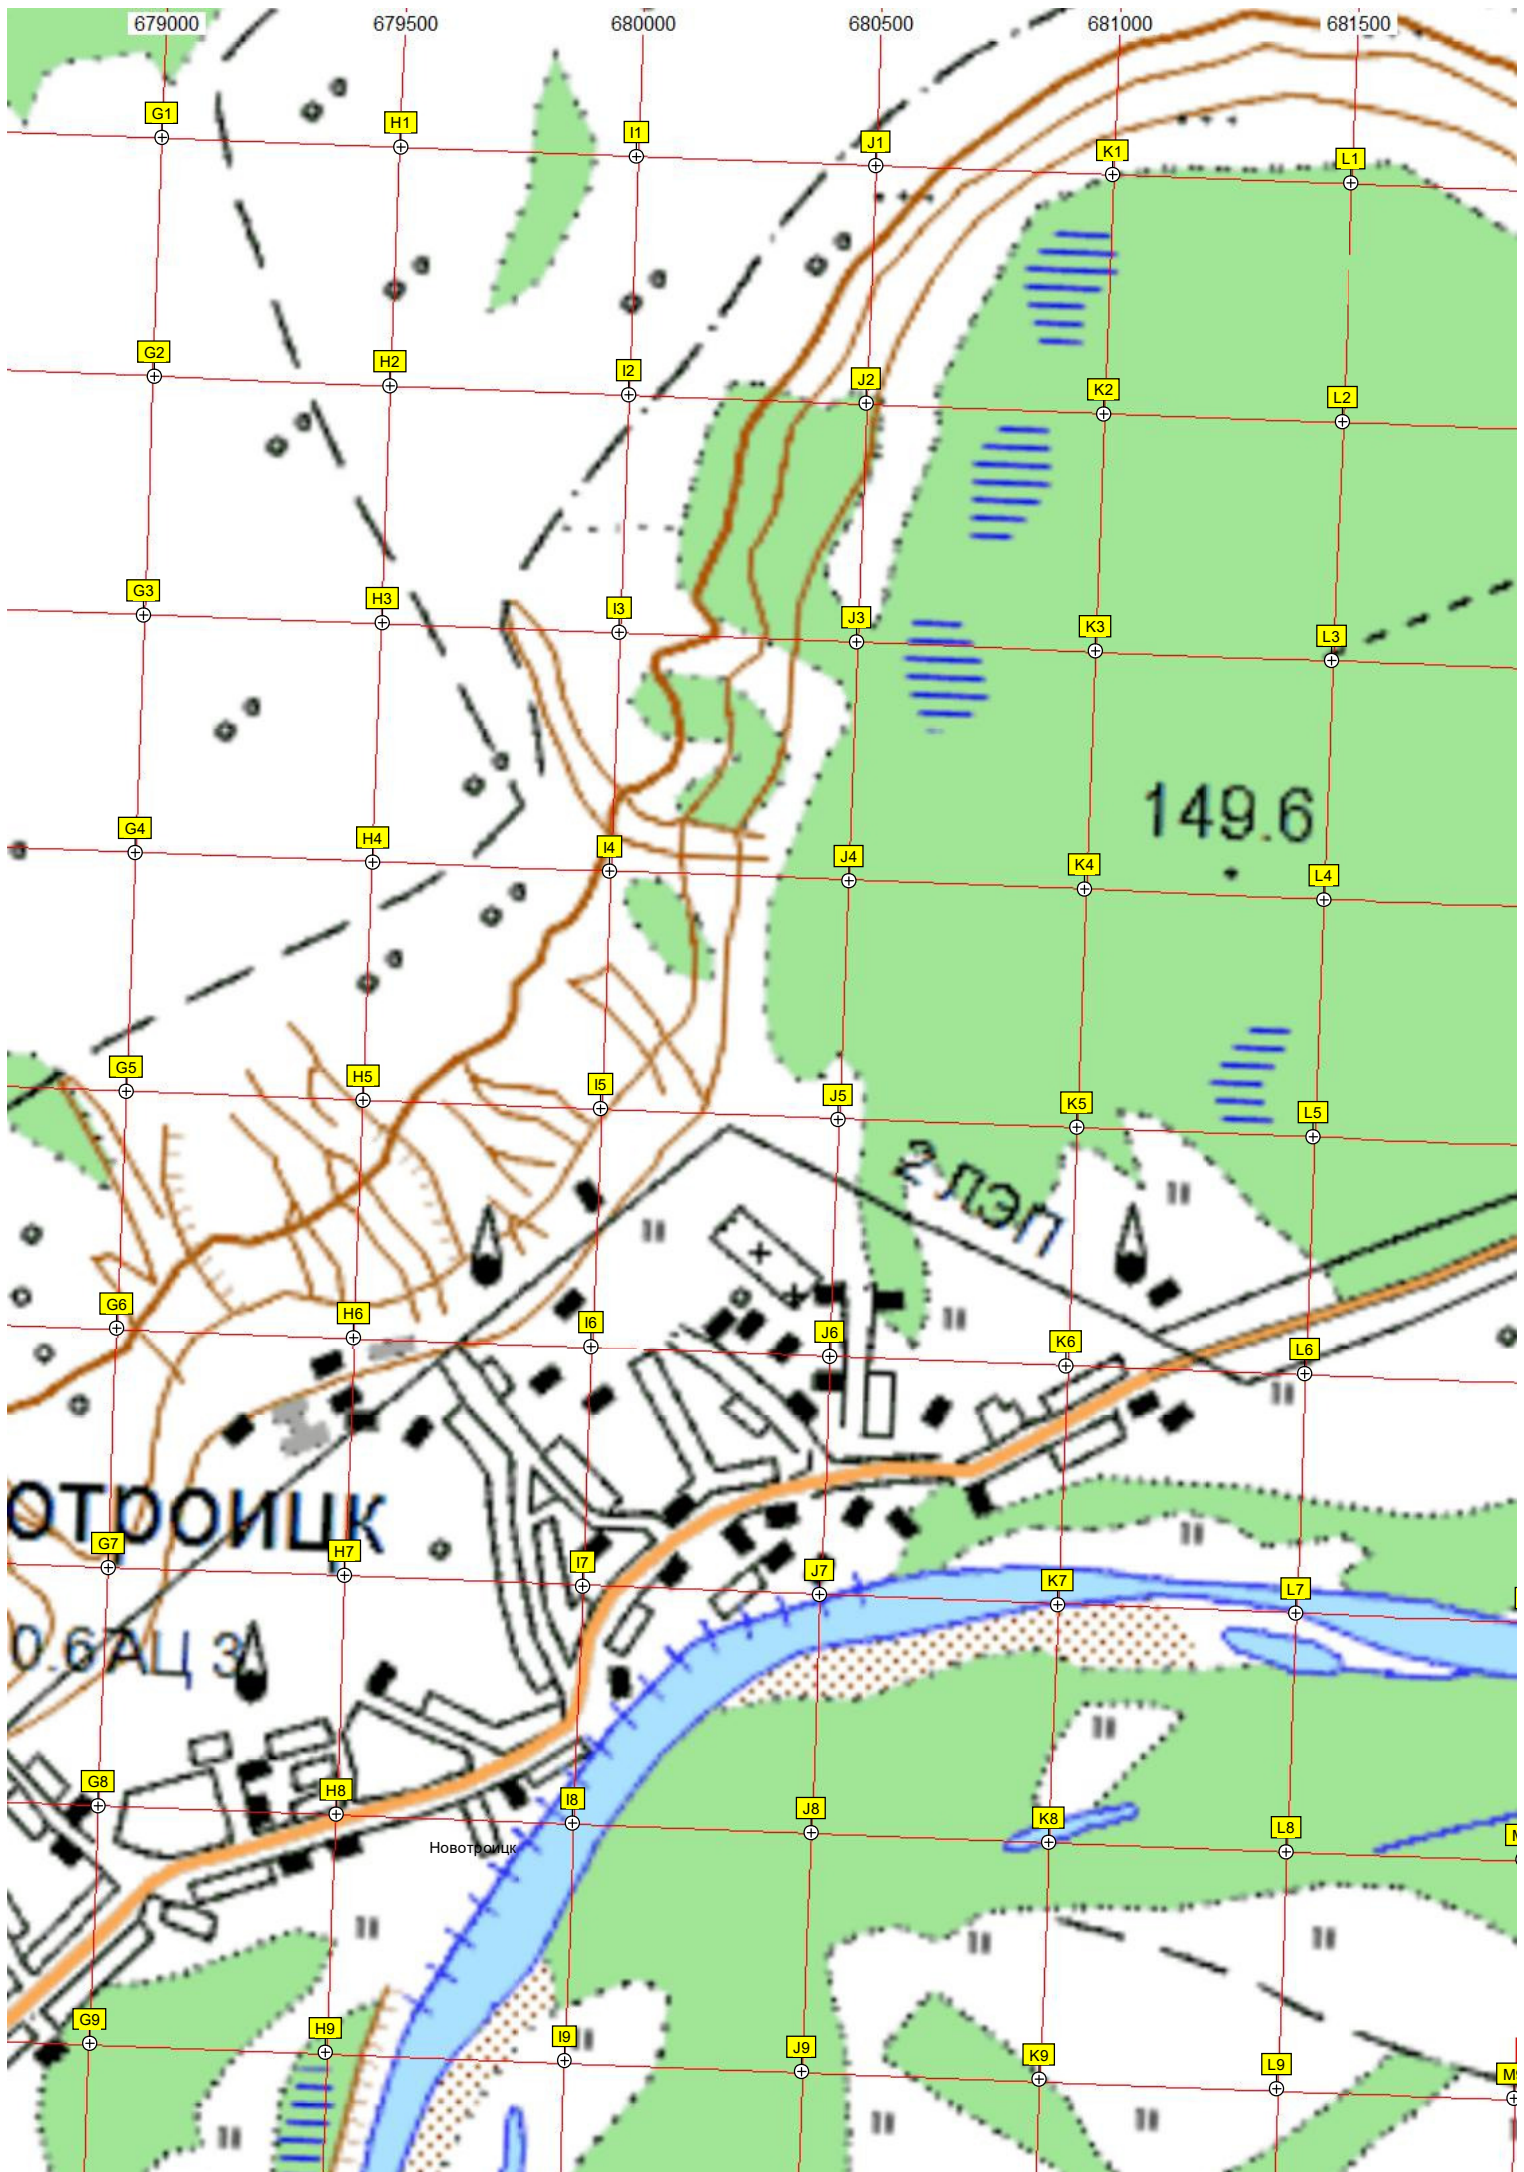 679000 679500 680000 680500 681000 681500
G1 H1 I1 J1 K1 L1
G2 H2 I2 J2 K2 L2
G3 H3 I3 J3 K3 L3
149.6
G4 H4 I4 J4 K4 L4
G5 H5 I5 J5 K5 L5
2 ЛЭП
G6 H6 I6 J6 K6 L6
отроицк
G7 H7 I7 J7 K7 L7
0.6 АЦ 3
G8 H8 I8 J8 K8 L8
Новотроицк
G9 H9 I9 J9 K9 L9